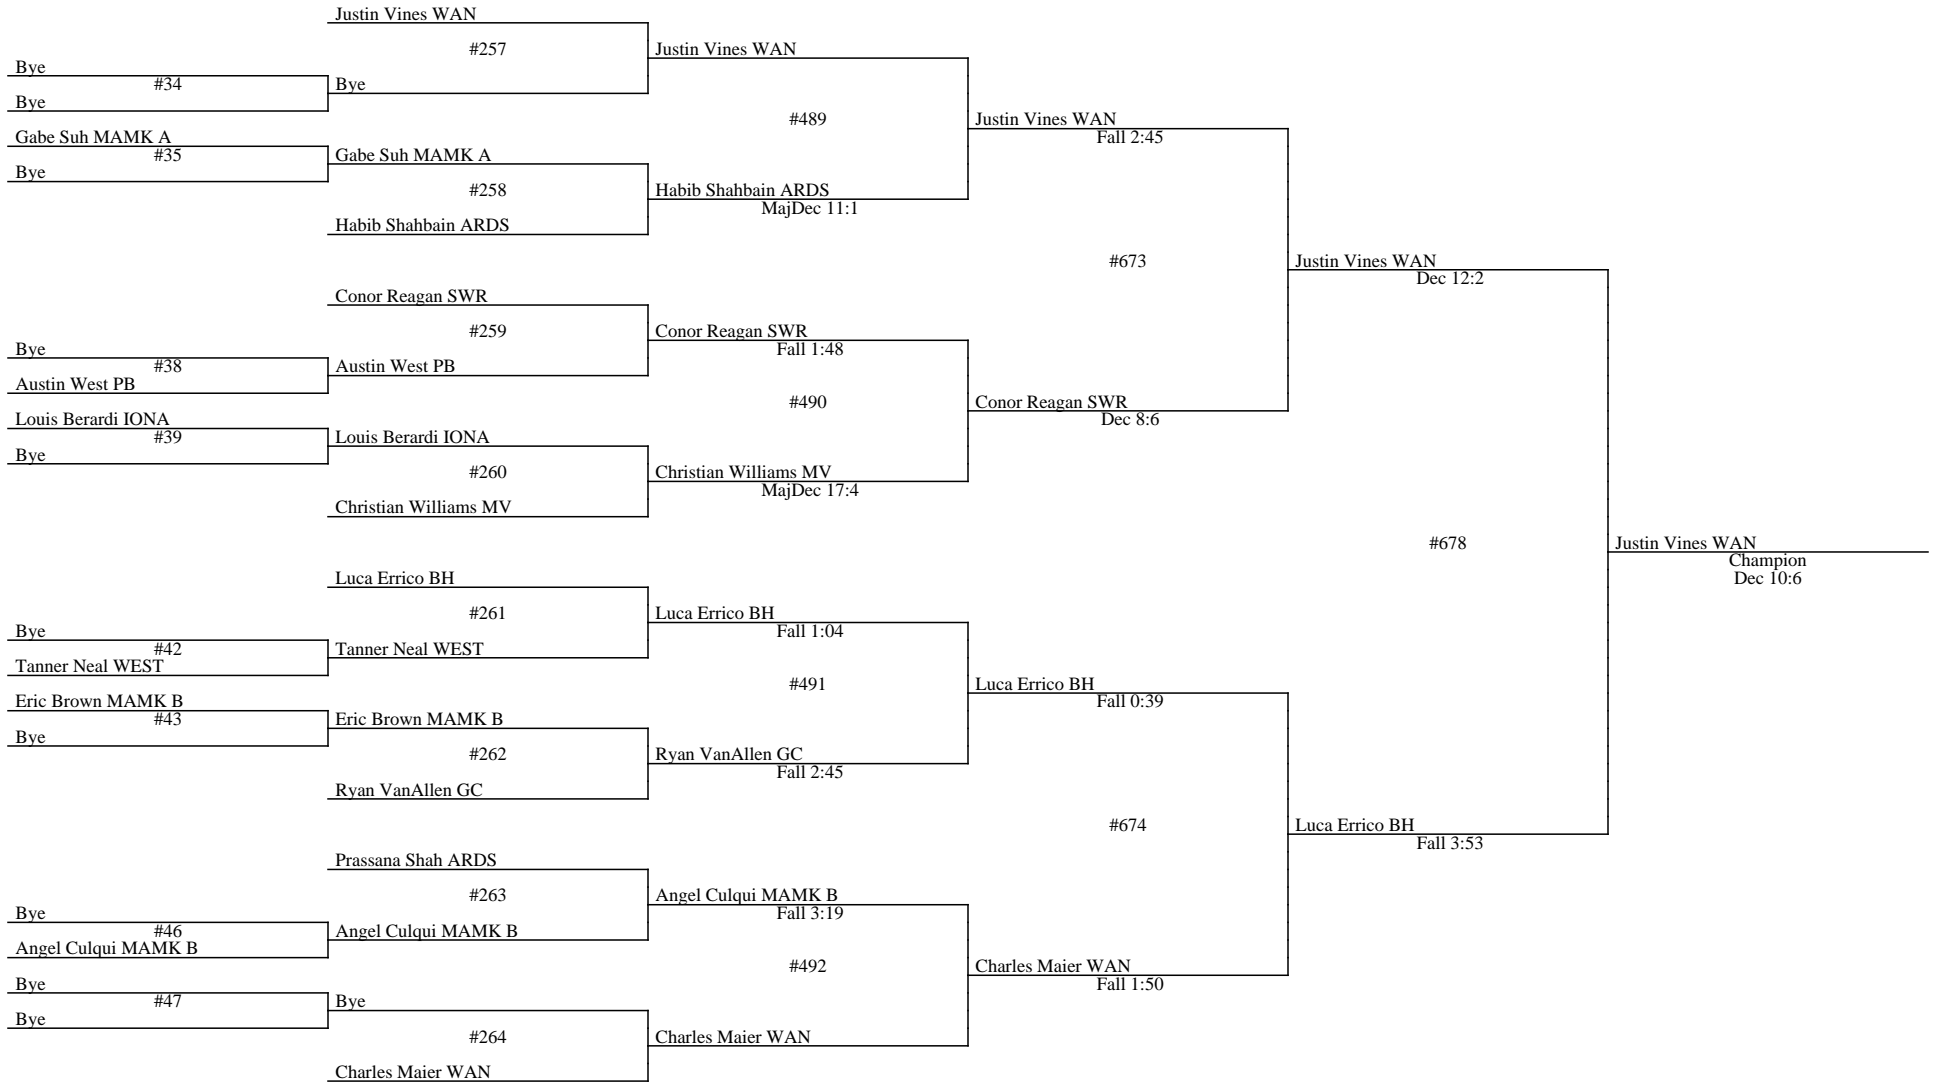 Justin Vines WAN
#257
Justin Vines WAN
Bye
#34
Bye
Bye
Gabe Suh MAMK A
#489
Justin Vines WAN
Fall 2:45
#35
Gabe Suh MAMK A
Bye
#258
Habib Shahbain ARDS
MajDec 11:1
Habib Shahbain ARDS
#673
Justin Vines WAN
Dec 12:2
Conor Reagan SWR
#259
Conor Reagan SWR
Fall 1:48
Bye
#38
Austin West PB
Austin West PB
#490
Conor Reagan SWR
Dec 8:6
Louis Berardi IONA
#39
Louis Berardi IONA
Bye
#260
Christian Williams MV
MajDec 17:4
Christian Williams MV
#678
Justin Vines WAN
Champion
Dec 10:6
Luca Errico BH
#261
Luca Errico BH
Fall 1:04
Bye
#42
Tanner Neal WEST
Tanner Neal WEST
#491
Luca Errico BH
Fall 0:39
Eric Brown MAMK B
#43
Eric Brown MAMK B
Bye
#262
Ryan VanAllen GC
Fall 2:45
Ryan VanAllen GC
#674
Luca Errico BH
Fall 3:53
Prassana Shah ARDS
#263
Angel Culqui MAMK B
Fall 3:19
Bye
#46
Angel Culqui MAMK B
Angel Culqui MAMK B
#492
Charles Maier WAN
Fall 1:50
Bye
#47
Bye
Bye
#264
Charles Maier WAN
Charles Maier WAN